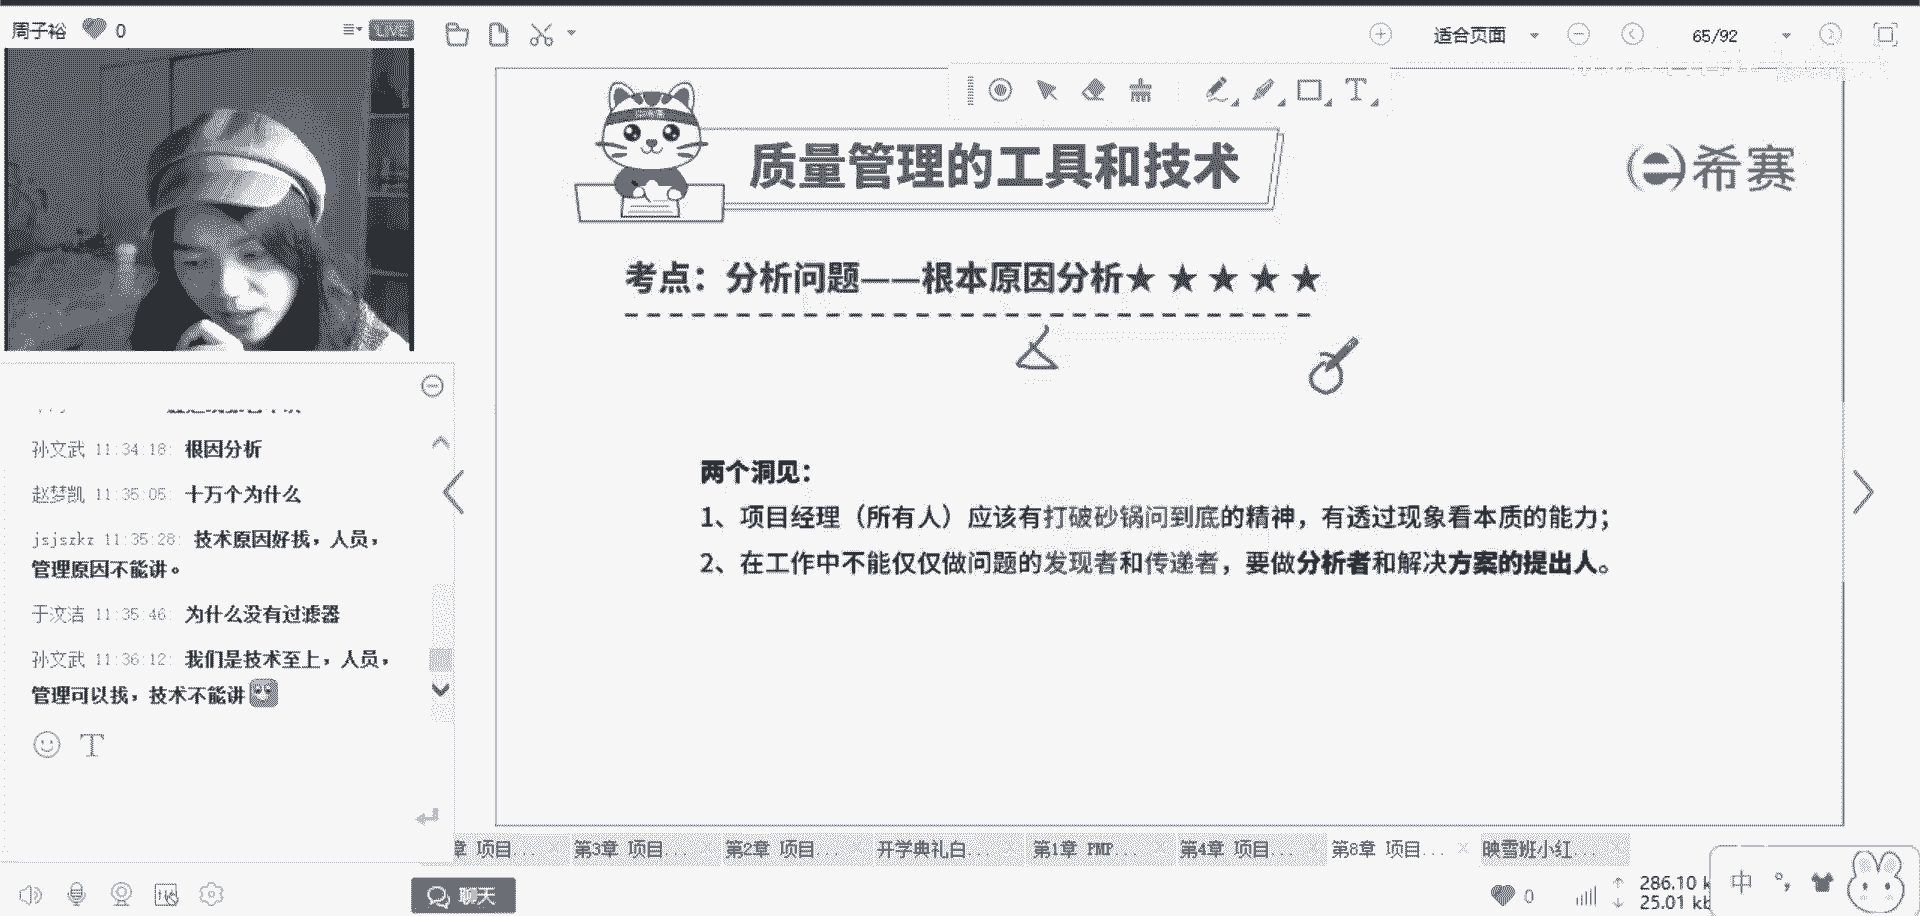 周子裕 0 LIVE
适合页面 65/92
质量管理的工具和技术
希赛
考点：分析问题——根本原因分析★★★★★
两个洞见：
1、项目经理（所有人）应该有打破砂锅问到底的精神，有透过现象看本质的能力；
2、在工作中不能仅仅做问题的发现者和传递者，要做分析者和解决方案的提出人。
孙文武 11:34:18: 根因分析
赵梦凯 11:35:05: 十万个为什么
jsjszkz 11:35:28: 技术原因好找，人员，
管理原因不能讲。
于汶洁 11:35:46: 为什么没有过滤器
孙文武 11:36:12: 我们是技术至上，人员，
管理可以找，技术不能讲
章 项目... 第3章 项目... 第2章 项目... 开学典礼白... 第1章 PMP... 第4章 项目... 第8章 项目... 映雪班小红...
聊天
0
286.10 k
25.01 kb
中